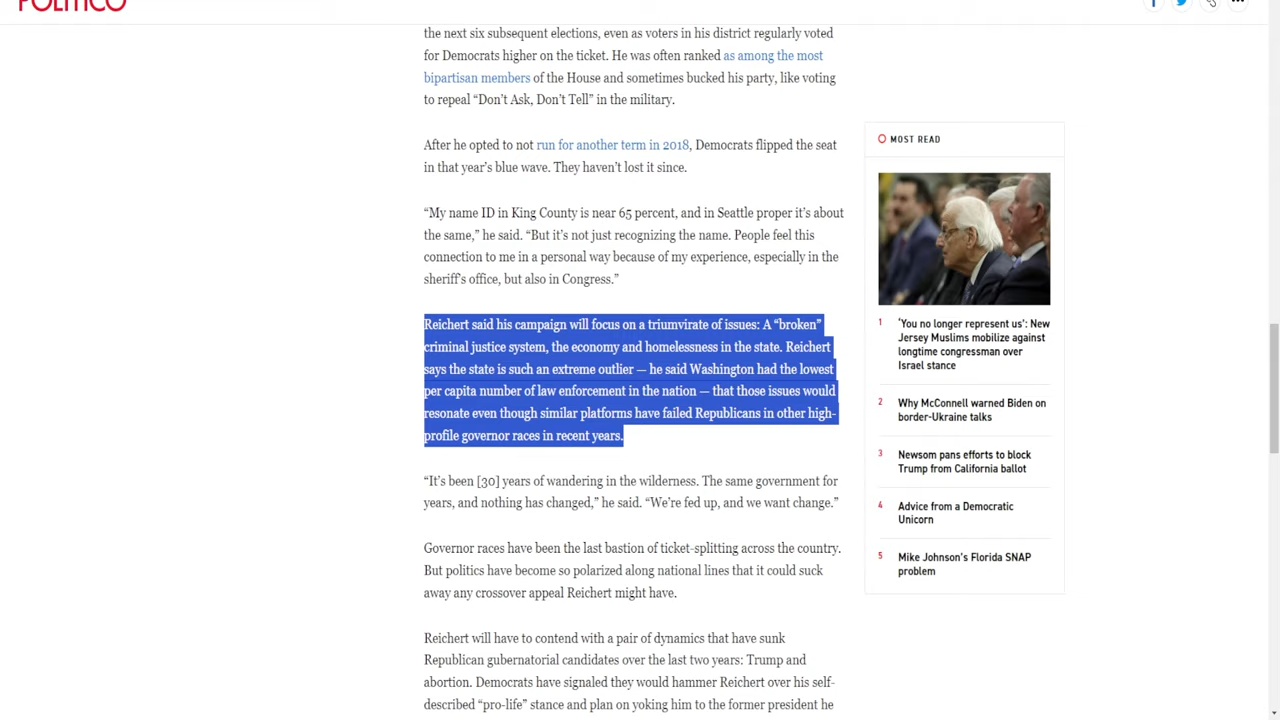 POLITICO
the next six subsequent elections, even as voters in his district regularly voted
for Democrats higher on the ticket. He was often ranked as among the most
bipartisan members of the House and sometimes bucked his party, like voting
to repeal “Don’t Ask, Don’t Tell” in the military.
After he opted to not run for another term in 2018, Democrats flipped the seat
in that year’s blue wave. They haven’t lost it since.
“My name ID in King County is near 65 percent, and in Seattle proper it’s about
the same,” he said. “But it’s not just recognizing the name. People feel this
connection to me in a personal way because of my experience, especially in the
sheriff’s office, but also in Congress.”
Reichert said his campaign will focus on a triumvirate of issues: A “broken”
criminal justice system, the economy and homelessness in the state. Reichert
says the state is such an extreme outlier — he said Washington had the lowest
per capita number of law enforcement in the nation — that those issues would
resonate even though similar platforms have failed Republicans in other high-
profile governor races in recent years.
“It’s been [30] years of wandering in the wilderness. The same government for
years, and nothing has changed,” he said. “We’re fed up, and we want change.”
Governor races have been the last bastion of ticket-splitting across the country.
But politics have become so polarized along national lines that it could suck
away any crossover appeal Reichert might have.
Reichert will have to contend with a pair of dynamics that have sunk
Republican gubernatorial candidates over the last two years: Trump and
abortion. Democrats have signaled they would hammer Reichert over his self-
described “pro-life” stance and plan on yoking him to the former president he
MOST READ
1 ‘You no longer represent us’: New
Jersey Muslims mobilize against
longtime congressman over
Israel stance
2 Why McConnell warned Biden on
border-Ukraine talks
3 Newsom pans efforts to block
Trump from California ballot
4 Advice from a Democratic
Unicorn
5 Mike Johnson’s Florida SNAP
problem